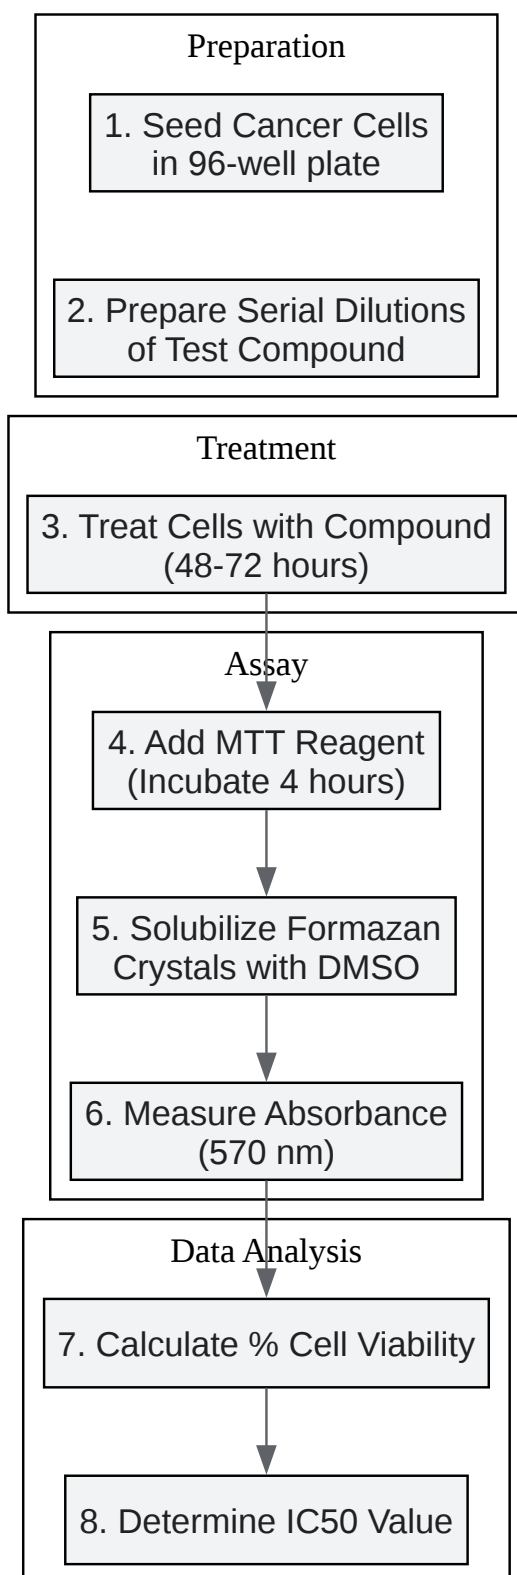 Preparation
1. Seed Cancer Cells
in 96-well plate
2. Prepare Serial Dilutions
of Test Compound
Treatment
3. Treat Cells with Compound
(48-72 hours)
Assay
4. Add MTT Reagent
(Incubate 4 hours)
5. Solubilize Formazan
Crystals with DMSO
6. Measure Absorbance
(570 nm)
Data Analysis
7. Calculate % Cell Viability
8. Determine IC50 Value